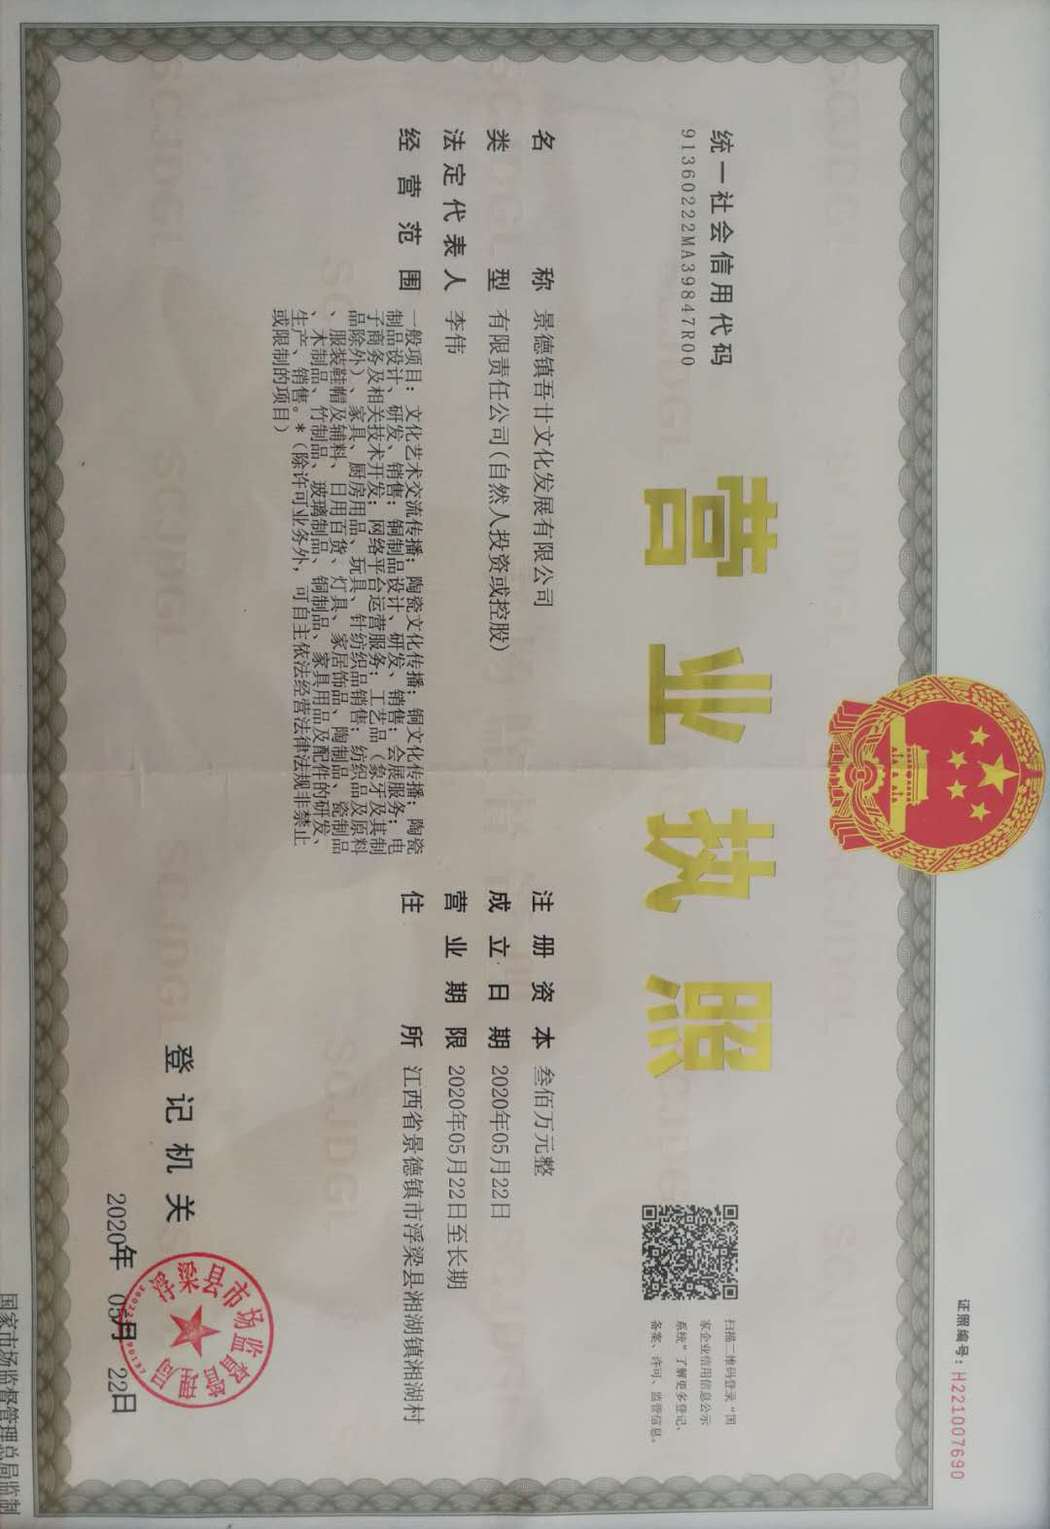 证照编号：H221007690
统一社会信用代码
91360222MA39847R00
营业执照
扫描二维码登录“国
家企业信用信息公示
系统”了解更多登记、
备案、许可、监管信息。
名称 景德镇吾廿文化发展有限公司
类型 有限责任公司(自然人投资或控股)
法定代表人 李伟
经营范围 一般项目：文化艺术交流传播；陶瓷文化传播；铜文化传播；陶瓷
制品设计、研发、销售；铜制品设计、研发、销售；会展服务；电
子商务及相关技术开发；网络平台运营服务；工艺品（象牙及其制
品除外）、家具、厨房用品、玩具、针纺织品销售；纺织品及原料
、服装鞋帽及辅料、日用百货、灯具、家居饰品、陶制品、瓷制品
、木制品、竹制品、玻璃制品、铜制品、家具用品及配件的研发、
生产、销售。*（除许可业务外，可自主依法经营法律法规非禁止
或限制的项目）
注册资本 叁佰万元整
成立日期 2020年05月22日
营业期限 2020年05月22日至长期
住所 江西省景德镇市浮梁县湘湖镇湘湖村
登记机关
浮梁县市场监督管理局
2020年 05月 22日
国家市场监督管理总局监制